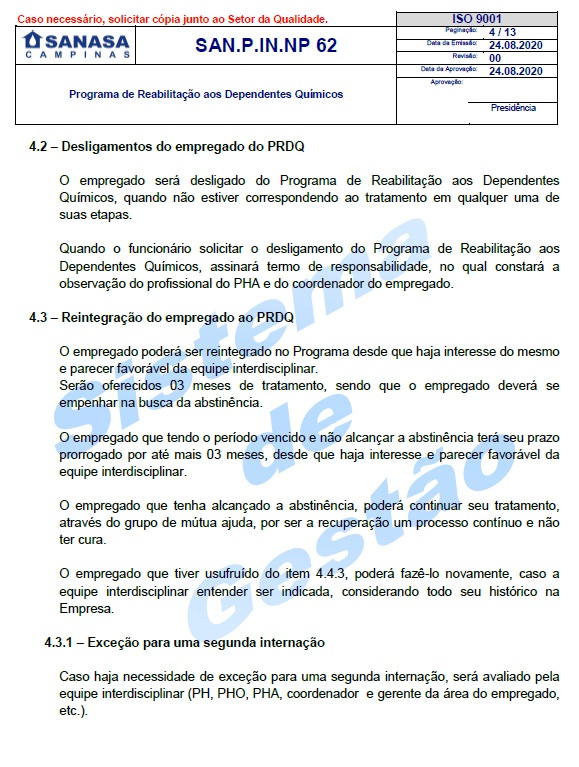 Caso necessário, solicitar cópia junto ao Setor da Qualidade.
ISO 9001
SANASA
CAMPINAS
SAN.P.IN.NP 62
Paginação: 4 / 13
Data da Emissão: 24.08.2020
Revisão: 00
Data da Aprovação: 24.08.2020
Programa de Reabilitação aos Dependentes Químicos
Aprovação:
Presidência
4.2 – Desligamentos do empregado do PRDQ
O empregado será desligado do Programa de Reabilitação aos Dependentes
Químicos, quando não estiver correspondendo ao tratamento em qualquer uma de
suas etapas.
Quando o funcionário solicitar o desligamento do Programa de Reabilitação aos
Dependentes Químicos, assinará termo de responsabilidade, no qual constará a
observação do profissional do PHA e do coordenador do empregado.
4.3 – Reintegração do empregado ao PRDQ
O empregado poderá ser reintegrado no Programa desde que haja interesse do mesmo
e parecer favorável da equipe interdisciplinar.
Serão oferecidos 03 meses de tratamento, sendo que o empregado deverá se
empenhar na busca da abstinência.
O empregado que tendo o período vencido e não alcançar a abstinência terá seu prazo
prorrogado por até mais 03 meses, desde que haja interesse e parecer favorável da
equipe interdisciplinar.
O empregado que tenha alcançado a abstinência, poderá continuar seu tratamento,
através do grupo de mútua ajuda, por ser a recuperação um processo contínuo e não
ter cura.
O empregado que tiver usufruído do item 4.4.3, poderá fazê-lo novamente, caso a
equipe interdisciplinar entender ser indicada, considerando todo seu histórico na
Empresa.
4.3.1 – Exceção para uma segunda internação
Caso haja necessidade de exceção para uma segunda internação, será avaliado pela
equipe interdisciplinar (PH, PHO, PHA, coordenador e gerente da área do empregado,
etc.).
Sistema
de
Gestão